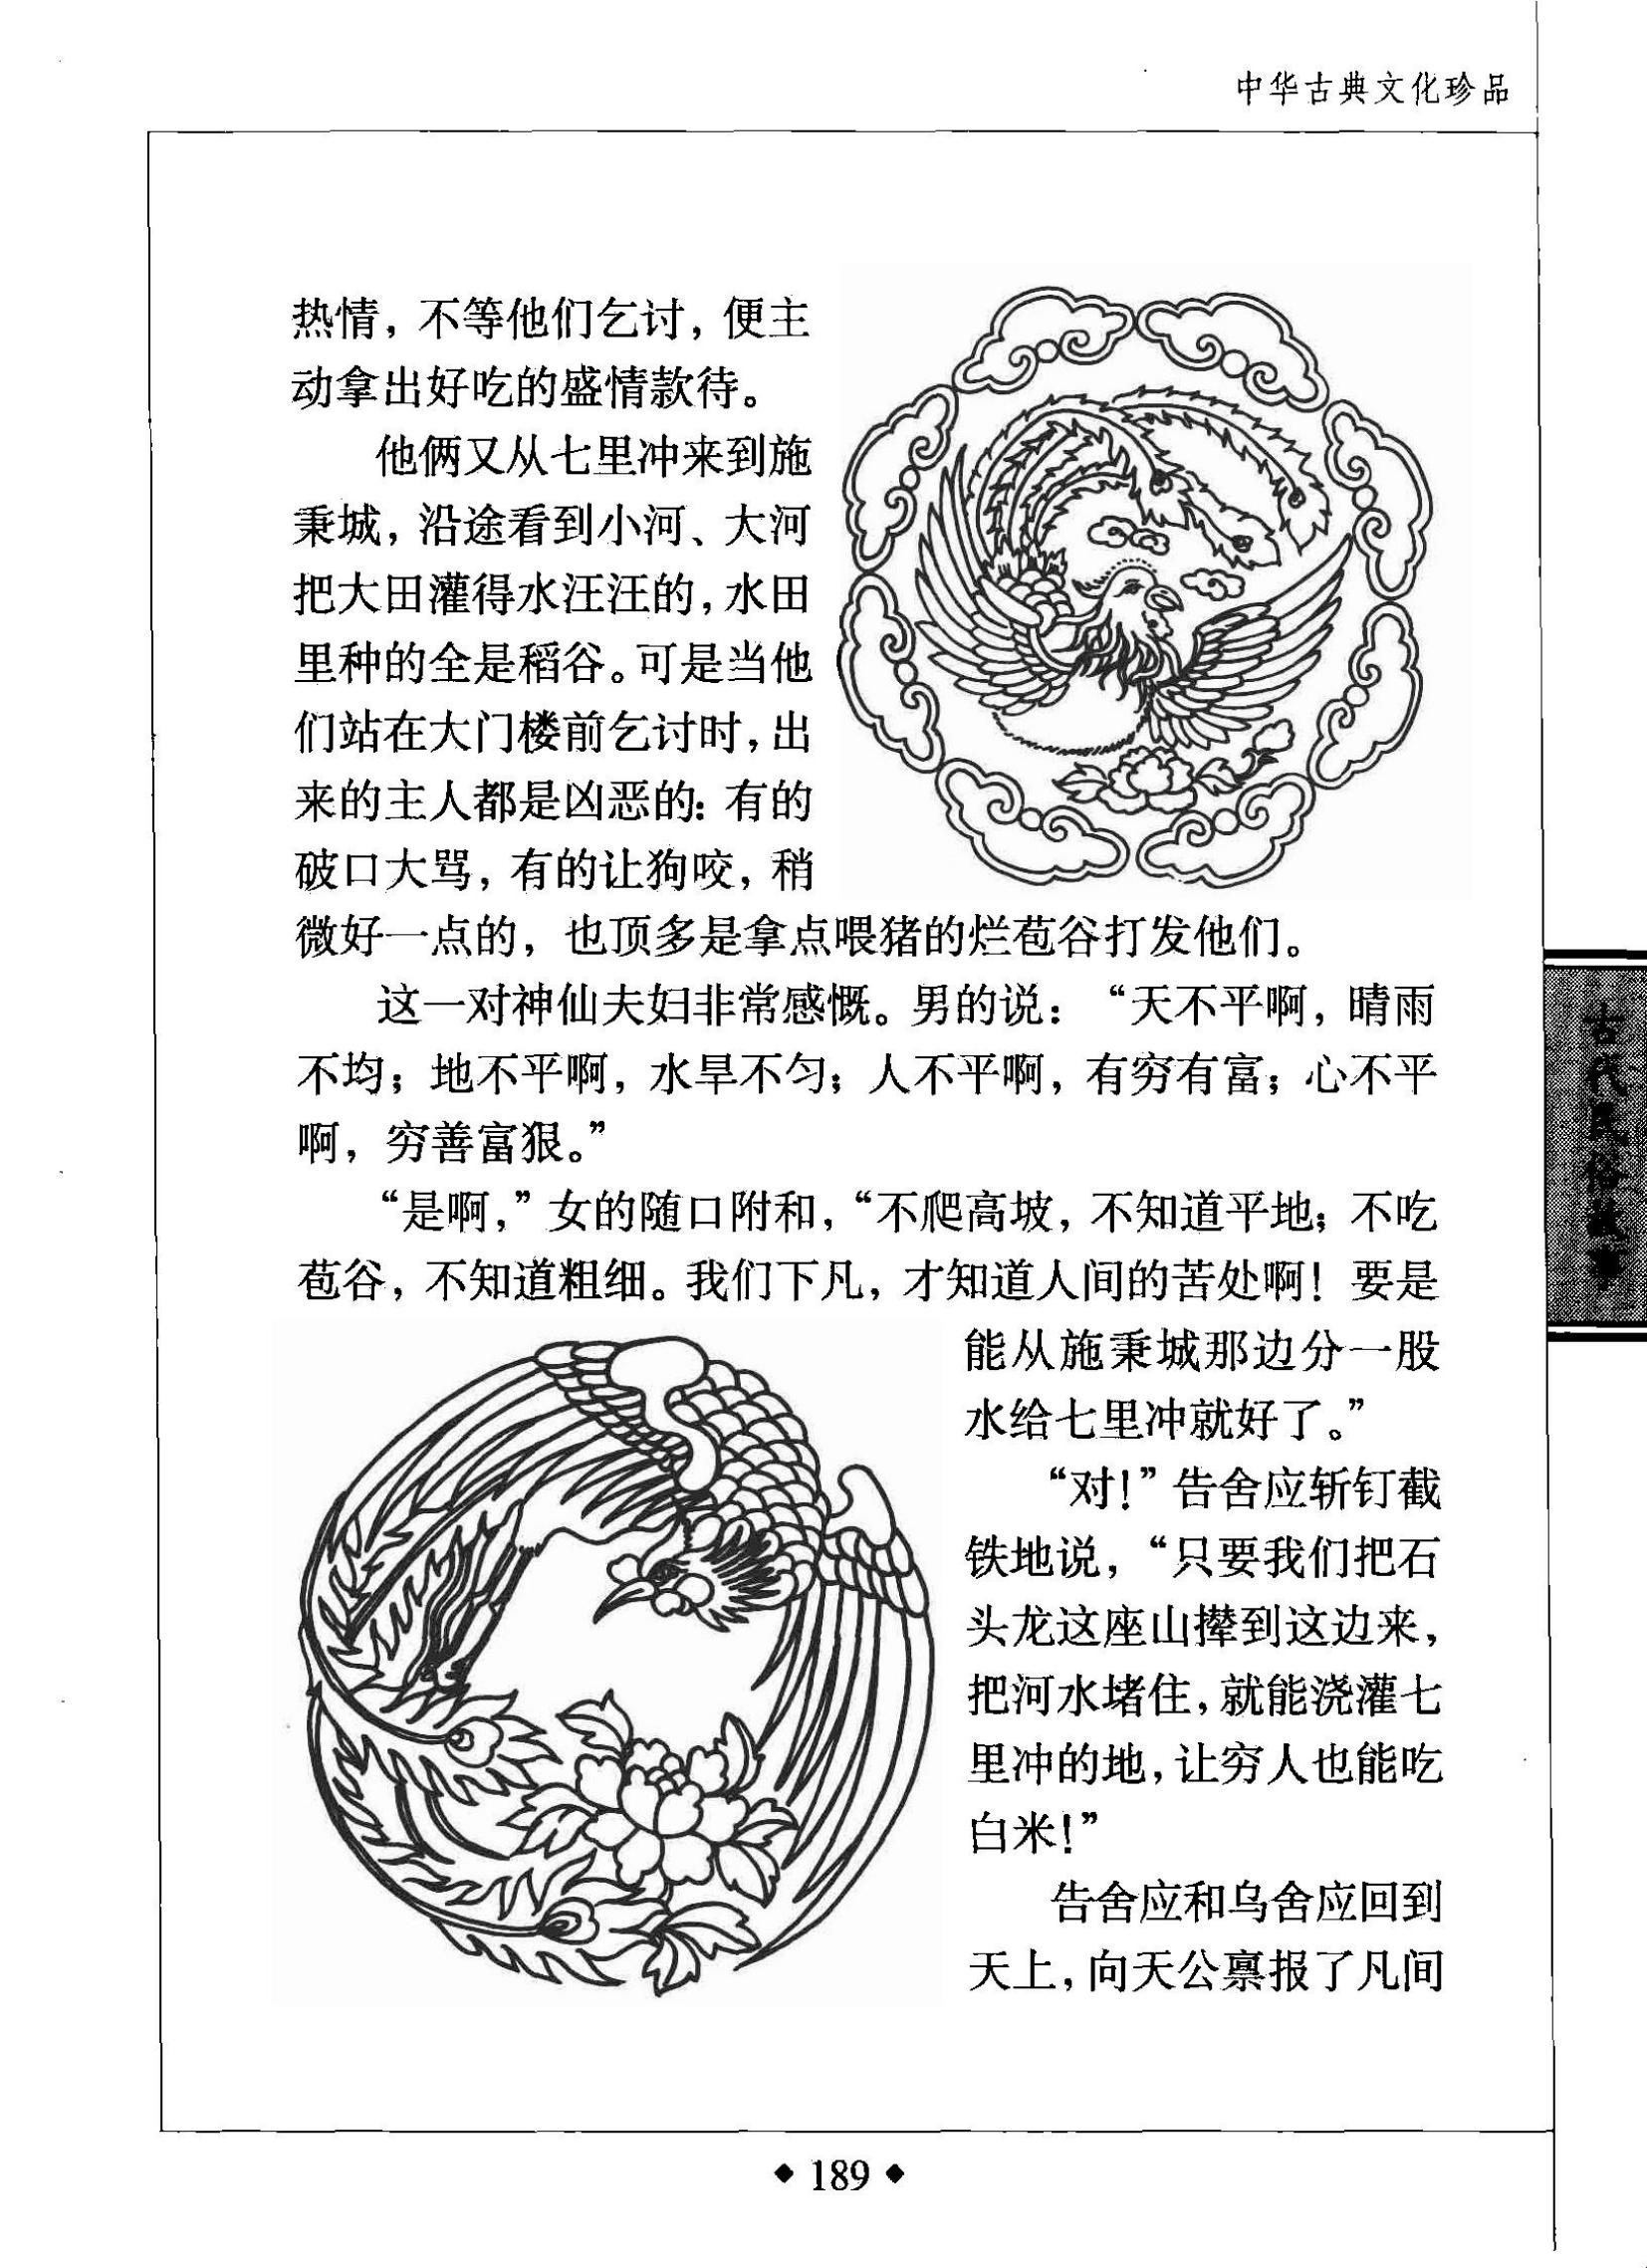 中华古典文化珍品
热情，不等他们乞讨，便主
动拿出好吃的盛情款待。
他俩又从七里冲来到施
秉城，沿途看到小河、大河
把大田灌得水汪汪的，水田
里种的全是稻谷。可是当他
们站在大门楼前乞讨时，出
来的主人都是凶恶的：有的
破口大骂，有的让狗咬，稍
微好一点的，也顶多是拿点喂猪的烂苞谷打发他们。
这一对神仙夫妇非常感慨。男的说：“天不平啊，晴雨
不均；地不平啊，水旱不匀；人不平啊，有穷有富；心不平
啊，穷善富狠。”
“是啊，”女的随口附和，“不爬高坡，不知道平地；不吃
苞谷，不知道粗细。我们下凡，才知道人间的苦处啊！要是
能从施秉城那边分一股
水给七里冲就好了。”
“对！”告舍应斩钉截
铁地说，“只要我们把石
头龙这座山撵到这边来，
把河水堵住，就能浇灌七
里冲的地，让穷人也能吃
白米！”
告舍应和乌舍应回到
天上，向天公禀报了凡间
古代民俗故事
◆ 189 ◆